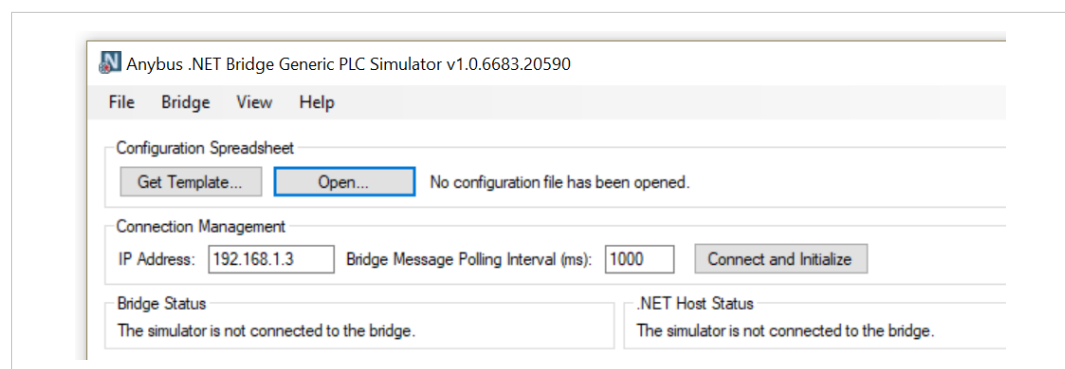 Anybus .NET Bridge Generic PLC Simulator v1.0.6683.20590
File Bridge View Help
Configuration Spreadsheet
Get Template... Open... No configuration file has been opened.
Connection Management
IP Address: 192.168.1.3 Bridge Message Polling Interval (ms): 1000 Connect and Initialize
Bridge Status .NET Host Status
The simulator is not connected to the bridge. The simulator is not connected to the bridge.